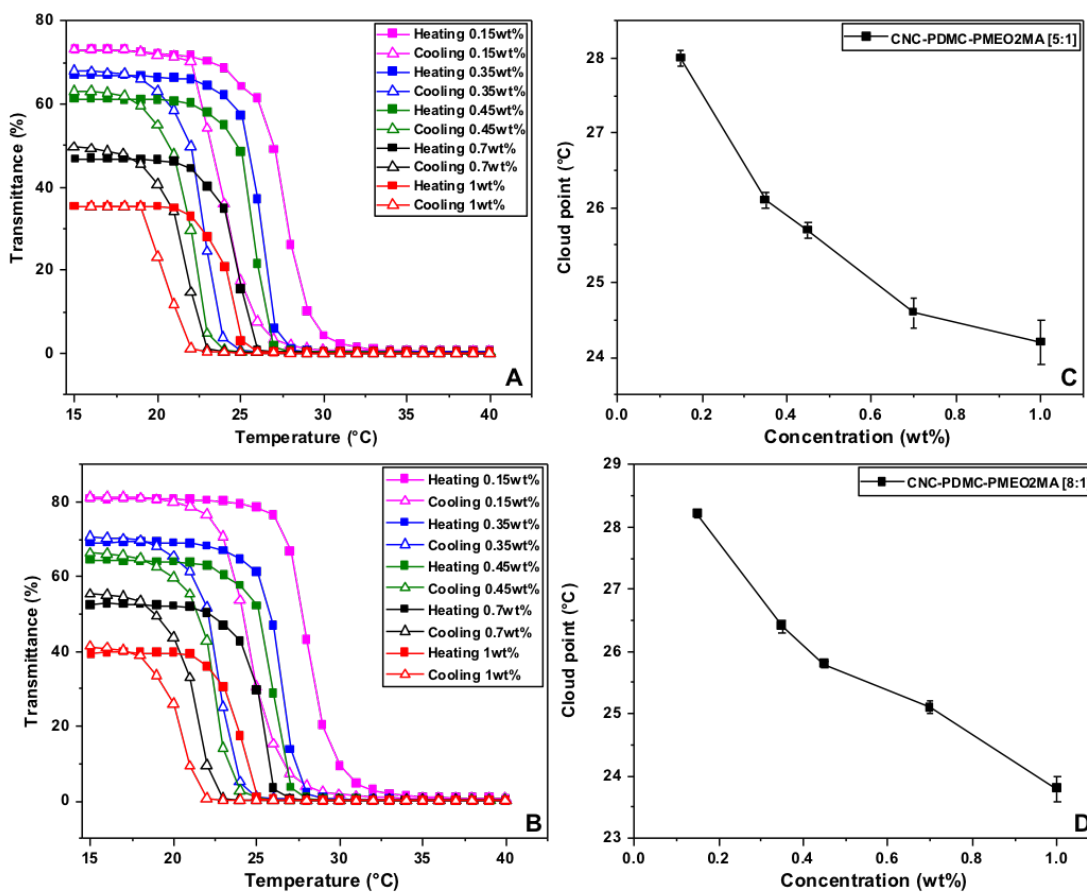 80
60
40
20
0
Transmittance (%)
15 20 25 30 35 40
Temperature (°C)
Heating 0.15wt%
Cooling 0.15wt%
Heating 0.35wt%
Cooling 0.35wt%
Heating 0.45wt%
Cooling 0.45wt%
Heating 0.7wt%
Cooling 0.7wt%
Heating 1wt%
Cooling 1wt%
A
28
27
26
25
24
Cloud point (°C)
0.0 0.2 0.4 0.6 0.8 1.0
Concentration (wt%)
CNC-PDMC-PMEO2MA [5:1]
C
80
60
40
20
0
Transmittance (%)
15 20 25 30 35 40
Temperature (°C)
Heating 0.15wt%
Cooling 0.15wt%
Heating 0.35wt%
Cooling 0.35wt%
Heating 0.45wt%
Cooling 0.45wt%
Heating 0.7wt%
Cooling 0.7wt%
Heating 1wt%
Cooling 1wt%
B
29
28
27
26
25
24
23
Cloud point (°C)
0.0 0.2 0.4 0.6 0.8 1.0
Concentration (wt%)
CNC-PDMC-PMEO2MA [8:1
D